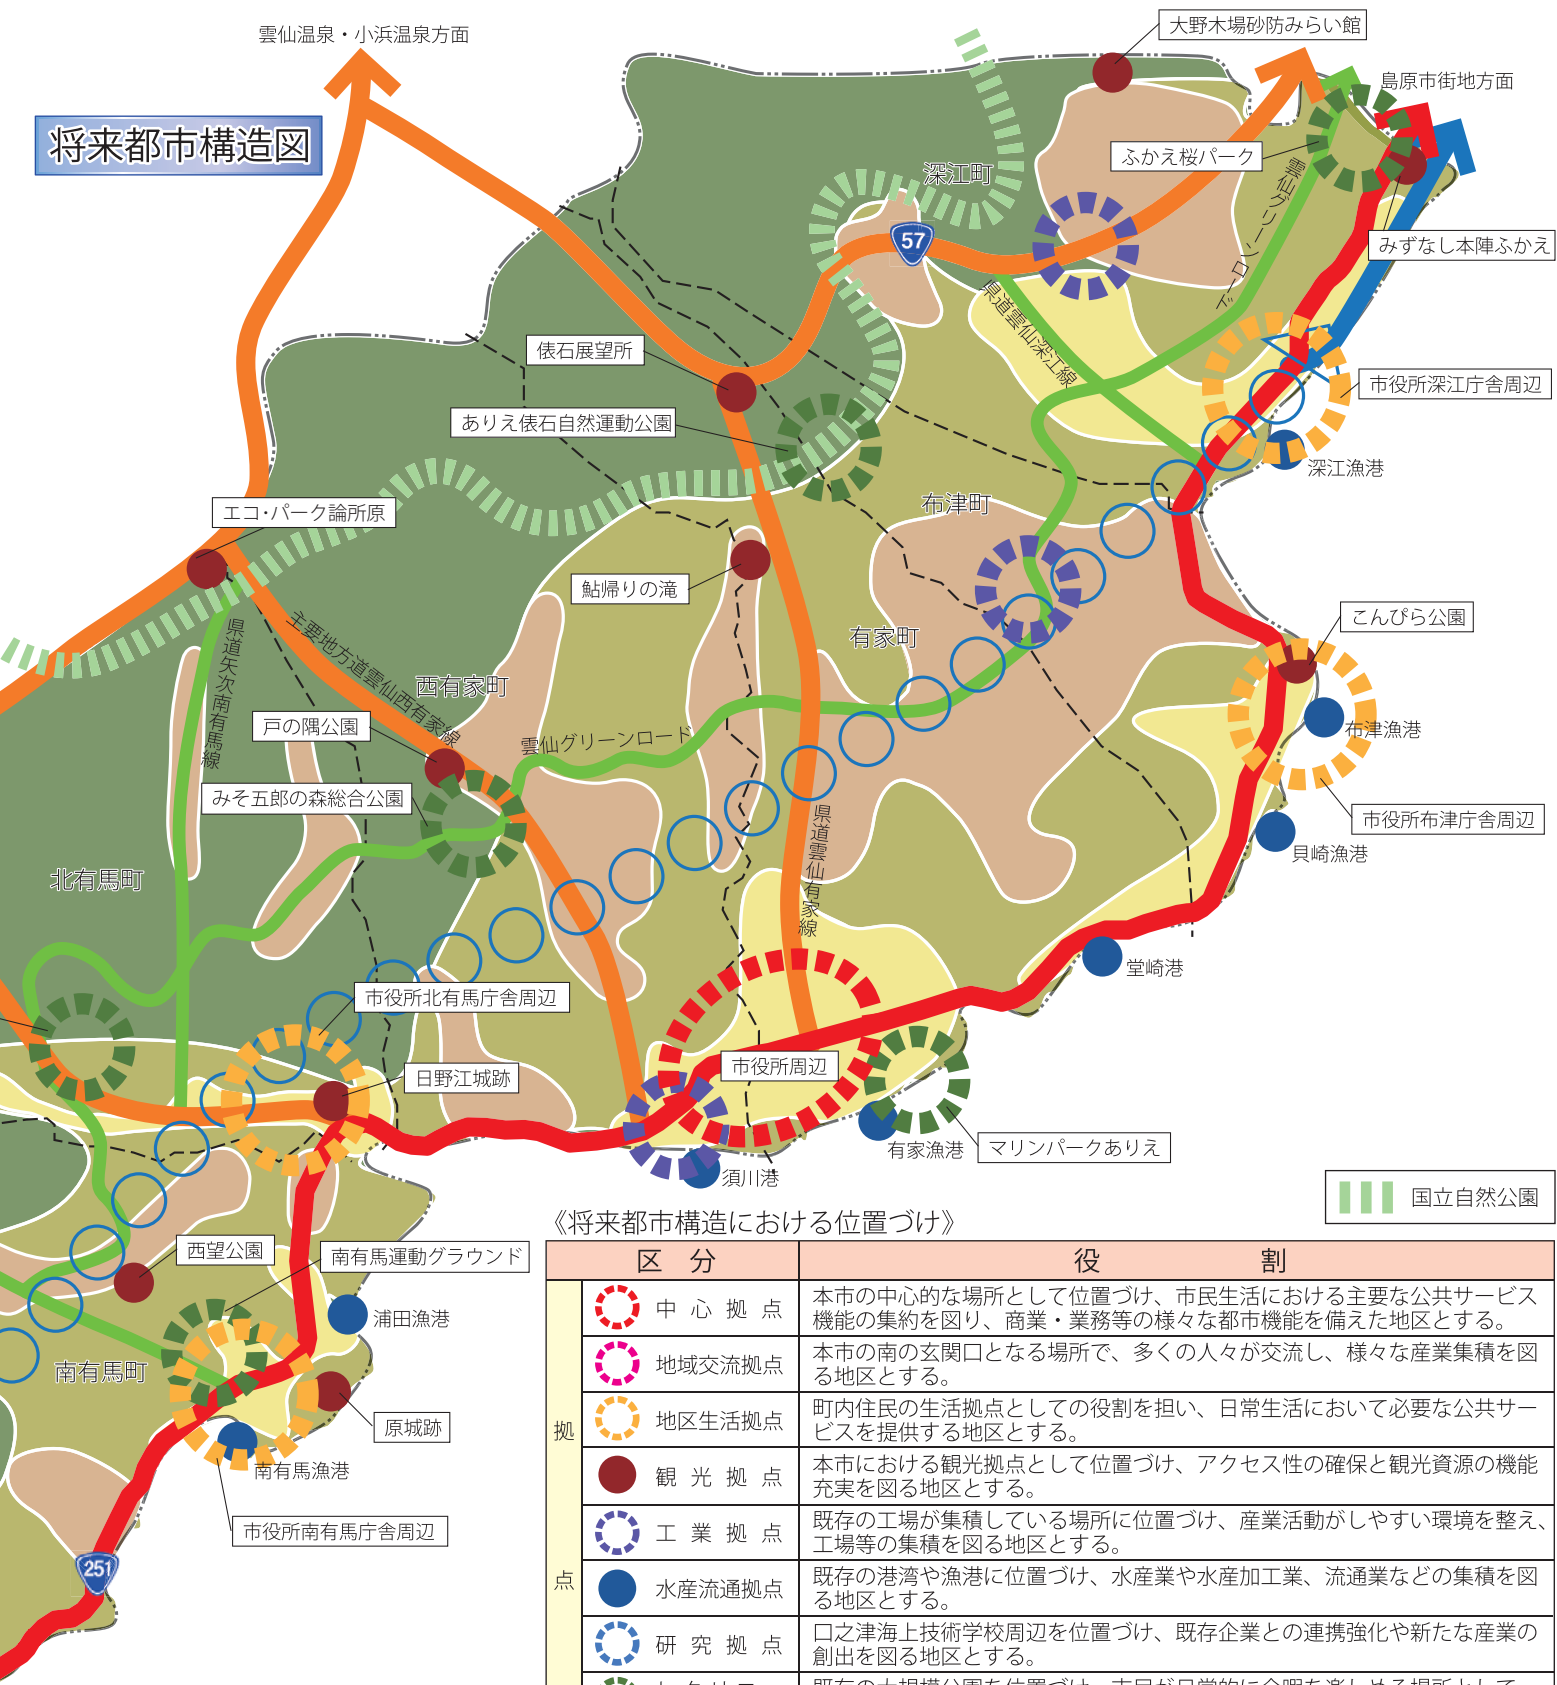 雲仙温泉・小浜温泉方面
大野木場砂防みらい館
島原市街地方面
将来都市構造図
ふかえ桜パーク
深江町
雲仙グリーンロード
57
みずなし本陣ふかえ
県道雲仙深江線
俵石展望所
市役所深江庁舎周辺
ありえ俵石自然運動公園
深江漁港
布津町
エコ・パーク論所原
鮎帰りの滝
こんぴら公園
主要地方道雲仙西有家線
県道矢次南有馬線
有家町
西有家町
戸の隅公園
雲仙グリーンロード
布津漁港
みそ五郎の森総合公園
県道雲仙有家線
市役所布津庁舎周辺
貝崎漁港
北有馬町
堂崎港
市役所北有馬庁舎周辺
市役所周辺
日野江城跡
有家漁港
マリンパークありえ
須川港
国立自然公園
西望公園
南有馬運動グラウンド
浦田漁港
南有馬町
原城跡
南有馬漁港
市役所南有馬庁舎周辺
251
《将来都市構造における位置づけ》
区 分 役 割
拠点
中心拠点 本市の中心的な場所として位置づけ、市民生活における主要な公共サービス
機能の集約を図り、商業・業務等の様々な都市機能を備えた地区とする。
地域交流拠点 本市の南の玄関口となる場所で、多くの人々が交流し、様々な産業集積を図
る地区とする。
地区生活拠点 町内住民の生活拠点としての役割を担い、日常生活において必要な公共サー
ビスを提供する地区とする。
観光拠点 本市における観光拠点として位置づけ、アクセス性の確保と観光資源の機能
充実を図る地区とする。
工業拠点 既存の工場が集積している場所に位置づけ、産業活動がしやすい環境を整え、
工場等の集積を図る地区とする。
水産流通拠点 既存の港湾や漁港に位置づけ、水産業や水産加工業、流通業などの集積を図
る地区とする。
研究拠点 口之津海上技術学校周辺を位置づけ、既存企業との連携強化や新たな産業の
創出を図る地区とする。